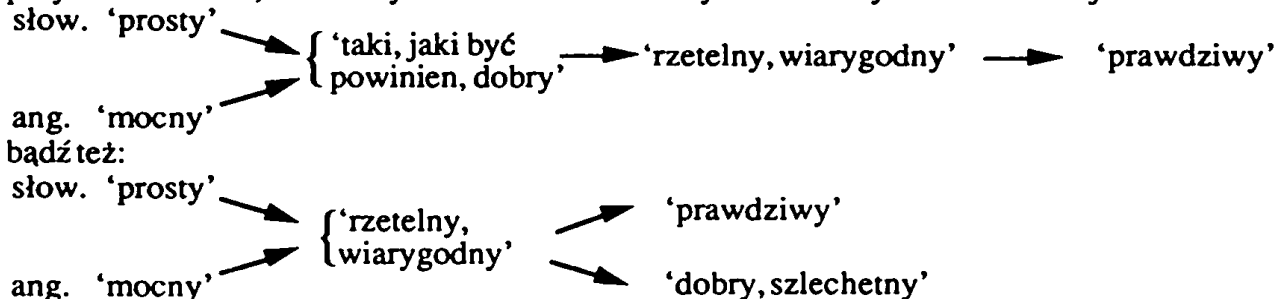 słow. ‘prosty’
{ ‘taki, jaki być
powinien, dobry’
‘rzetelny, wiarygodny’
‘prawdziwy’
ang. ‘mocny’
bądź też:
słow. ‘prosty’
{ ‘rzetelny,
wiarygodny’
‘prawdziwy’
ang. ‘mocny’
‘dobry, szlechetny’